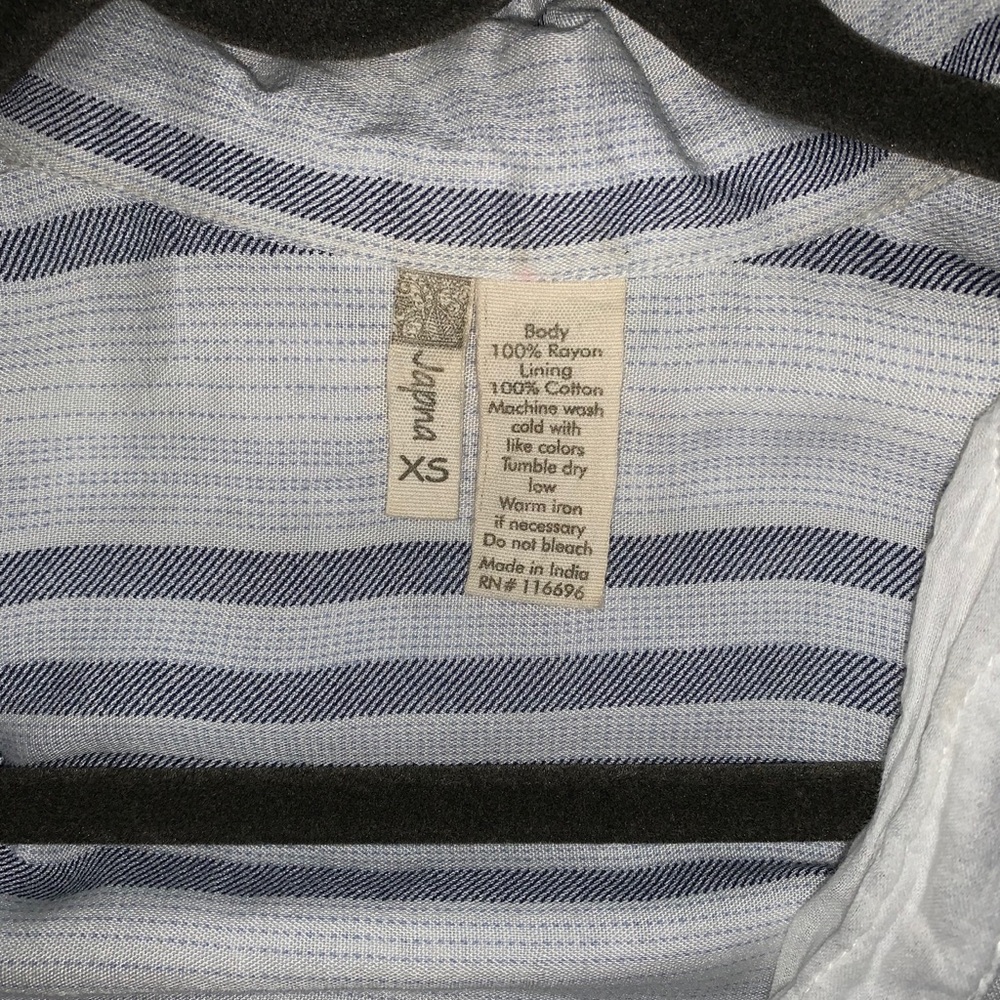 Japna
XS
Body
100% Rayon
Lining
100% Cotton
Machine wash
cold with
like colors
Tumble dry
low
Warm iron
if necessary
Do not bleach
Made in India
RN# 116696